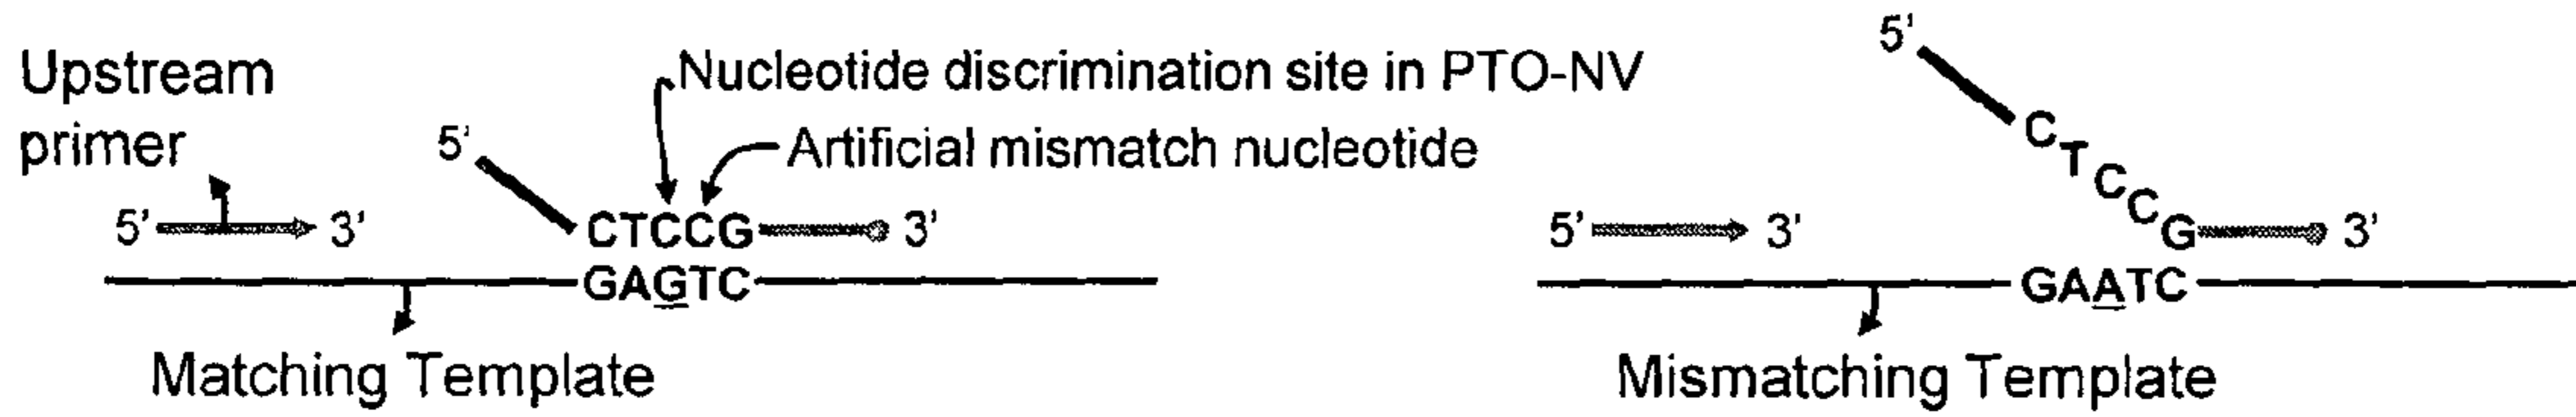 Upstream
primer
Nucleotide discrimination site in PTO-NV
Artificial mismatch nucleotide
5'
5' 3'
CTCCG 3'
GAGTC
Matching Template
5'
CTCCG
5' 3' 3'
GAATC
Mismatching Template